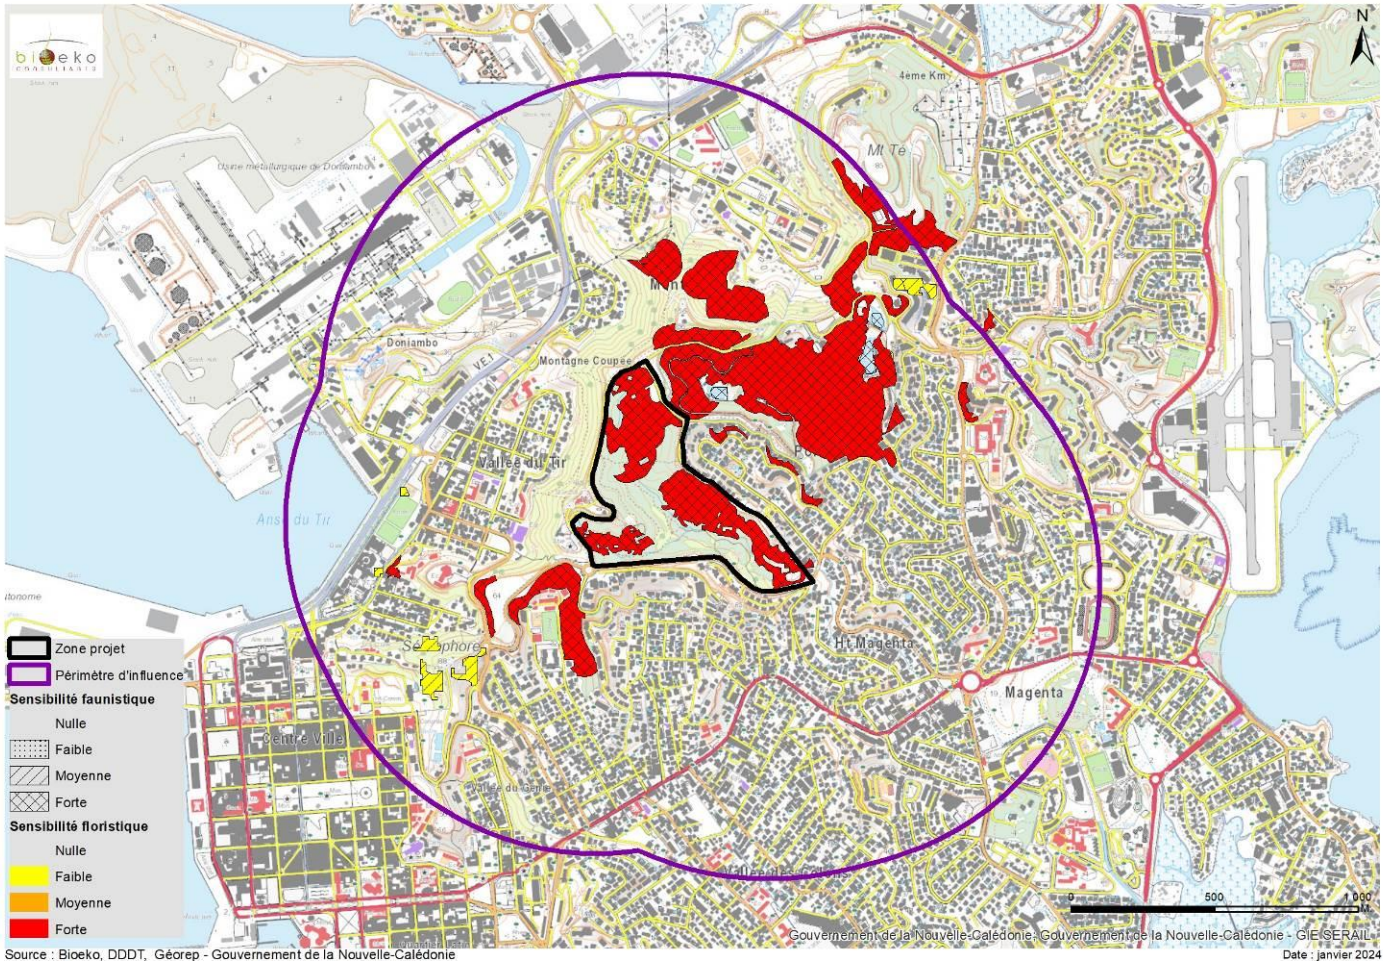 bioeko
CONSULTANTS
N
4ème Km
Mt Té
Usine métallurgique de Doniambo
Doniambo
VE1
Montagne Coupée
Vallée du Tir
Anse du Tir
Ht Magenta
Magenta
Centre Ville
Vallée du Génie
Zone projet
Périmètre d'influence
Sensibilité faunistique
Nulle
Faible
Moyenne
Forte
Sensibilité floristique
Nulle
Faible
Moyenne
Forte
0 500 1 000
M
Gouvernement de la Nouvelle-Calédonie; Gouvernement de la Nouvelle-Calédonie - GIE SERAIL
Source : Bioeko, DDDT, Géorep - Gouvernement de la Nouvelle-Calédonie
Date : janvier 2024